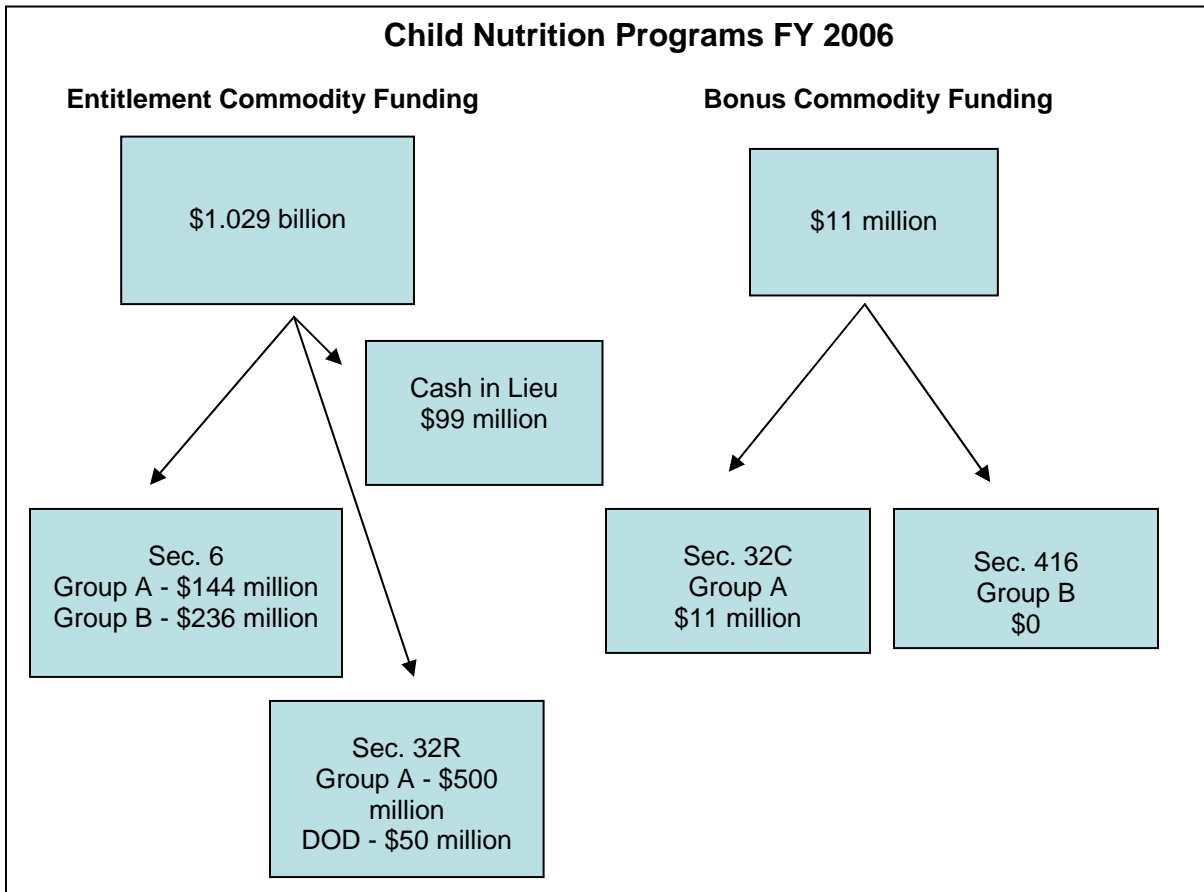 Child Nutrition Programs FY 2006
Entitlement Commodity Funding
$1.029 billion
Cash in Lieu
$99 million
Sec. 6
Group A - $144 million
Group B - $236 million
Sec. 32R
Group A - $500
million
DOD - $50 million
Bonus Commodity Funding
$11 million
Sec. 32C
Group A
$11 million
Sec. 416
Group B
$0